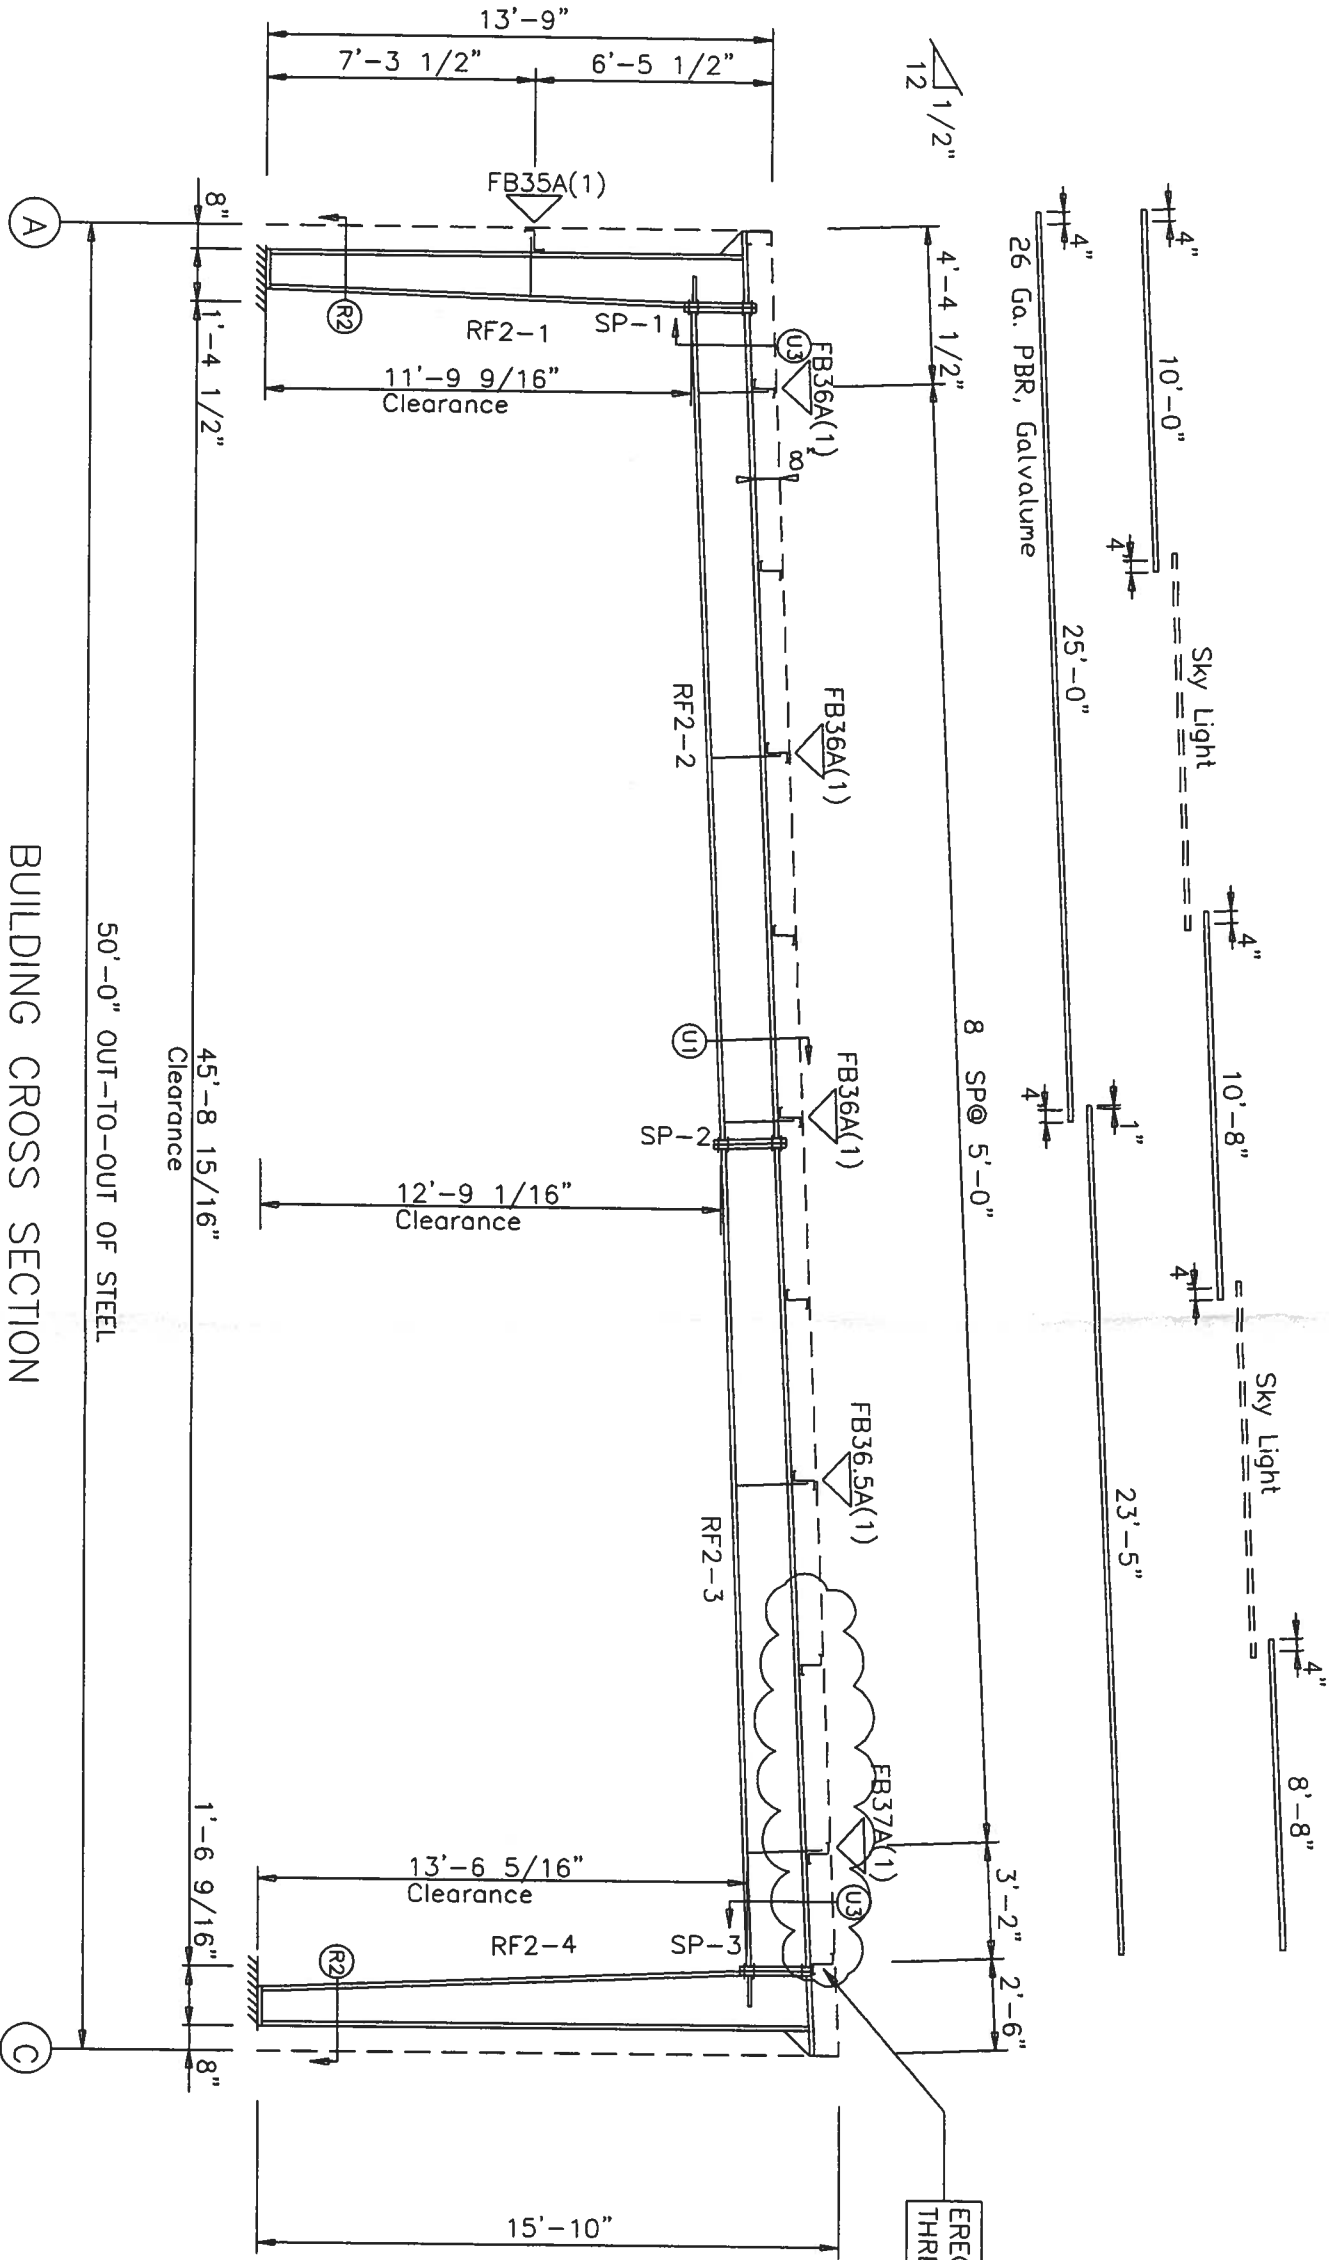 13'-9"
7'-3 1/2"
6'-5 1/2"
12
1/2"
4"
10'-0"
4"
Sky Light
4"
10'-8"
4"
Sky Light
4"
8'-8"
4"
26 Ga. PBR, Galvalume
25'-0"
4"
1"
23'-5"
4'-4 1/2"
8 SP@ 5'-0"
3'-2"
2'-6"
FB35A(1)
FB36A(1)
FB36A(1)
FB36A(1)
FB36.5A(1)
FB37A(1)
U3
8"
U1
U3
SP-1
RF2-1
RF2-2
SP-2
RF2-3
SP-3
RF2-4
R2
R2
11'-9 9/16"
Clearance
12'-9 1/16"
Clearance
13'-6 5/16"
Clearance
15'-10"
8"
1'-4 1/2"
45'-8 15/16"
Clearance
1'-6 9/16"
8"
50'-0" OUT-TO-OUT OF STEEL
A
C
BUILDING CROSS SECTION